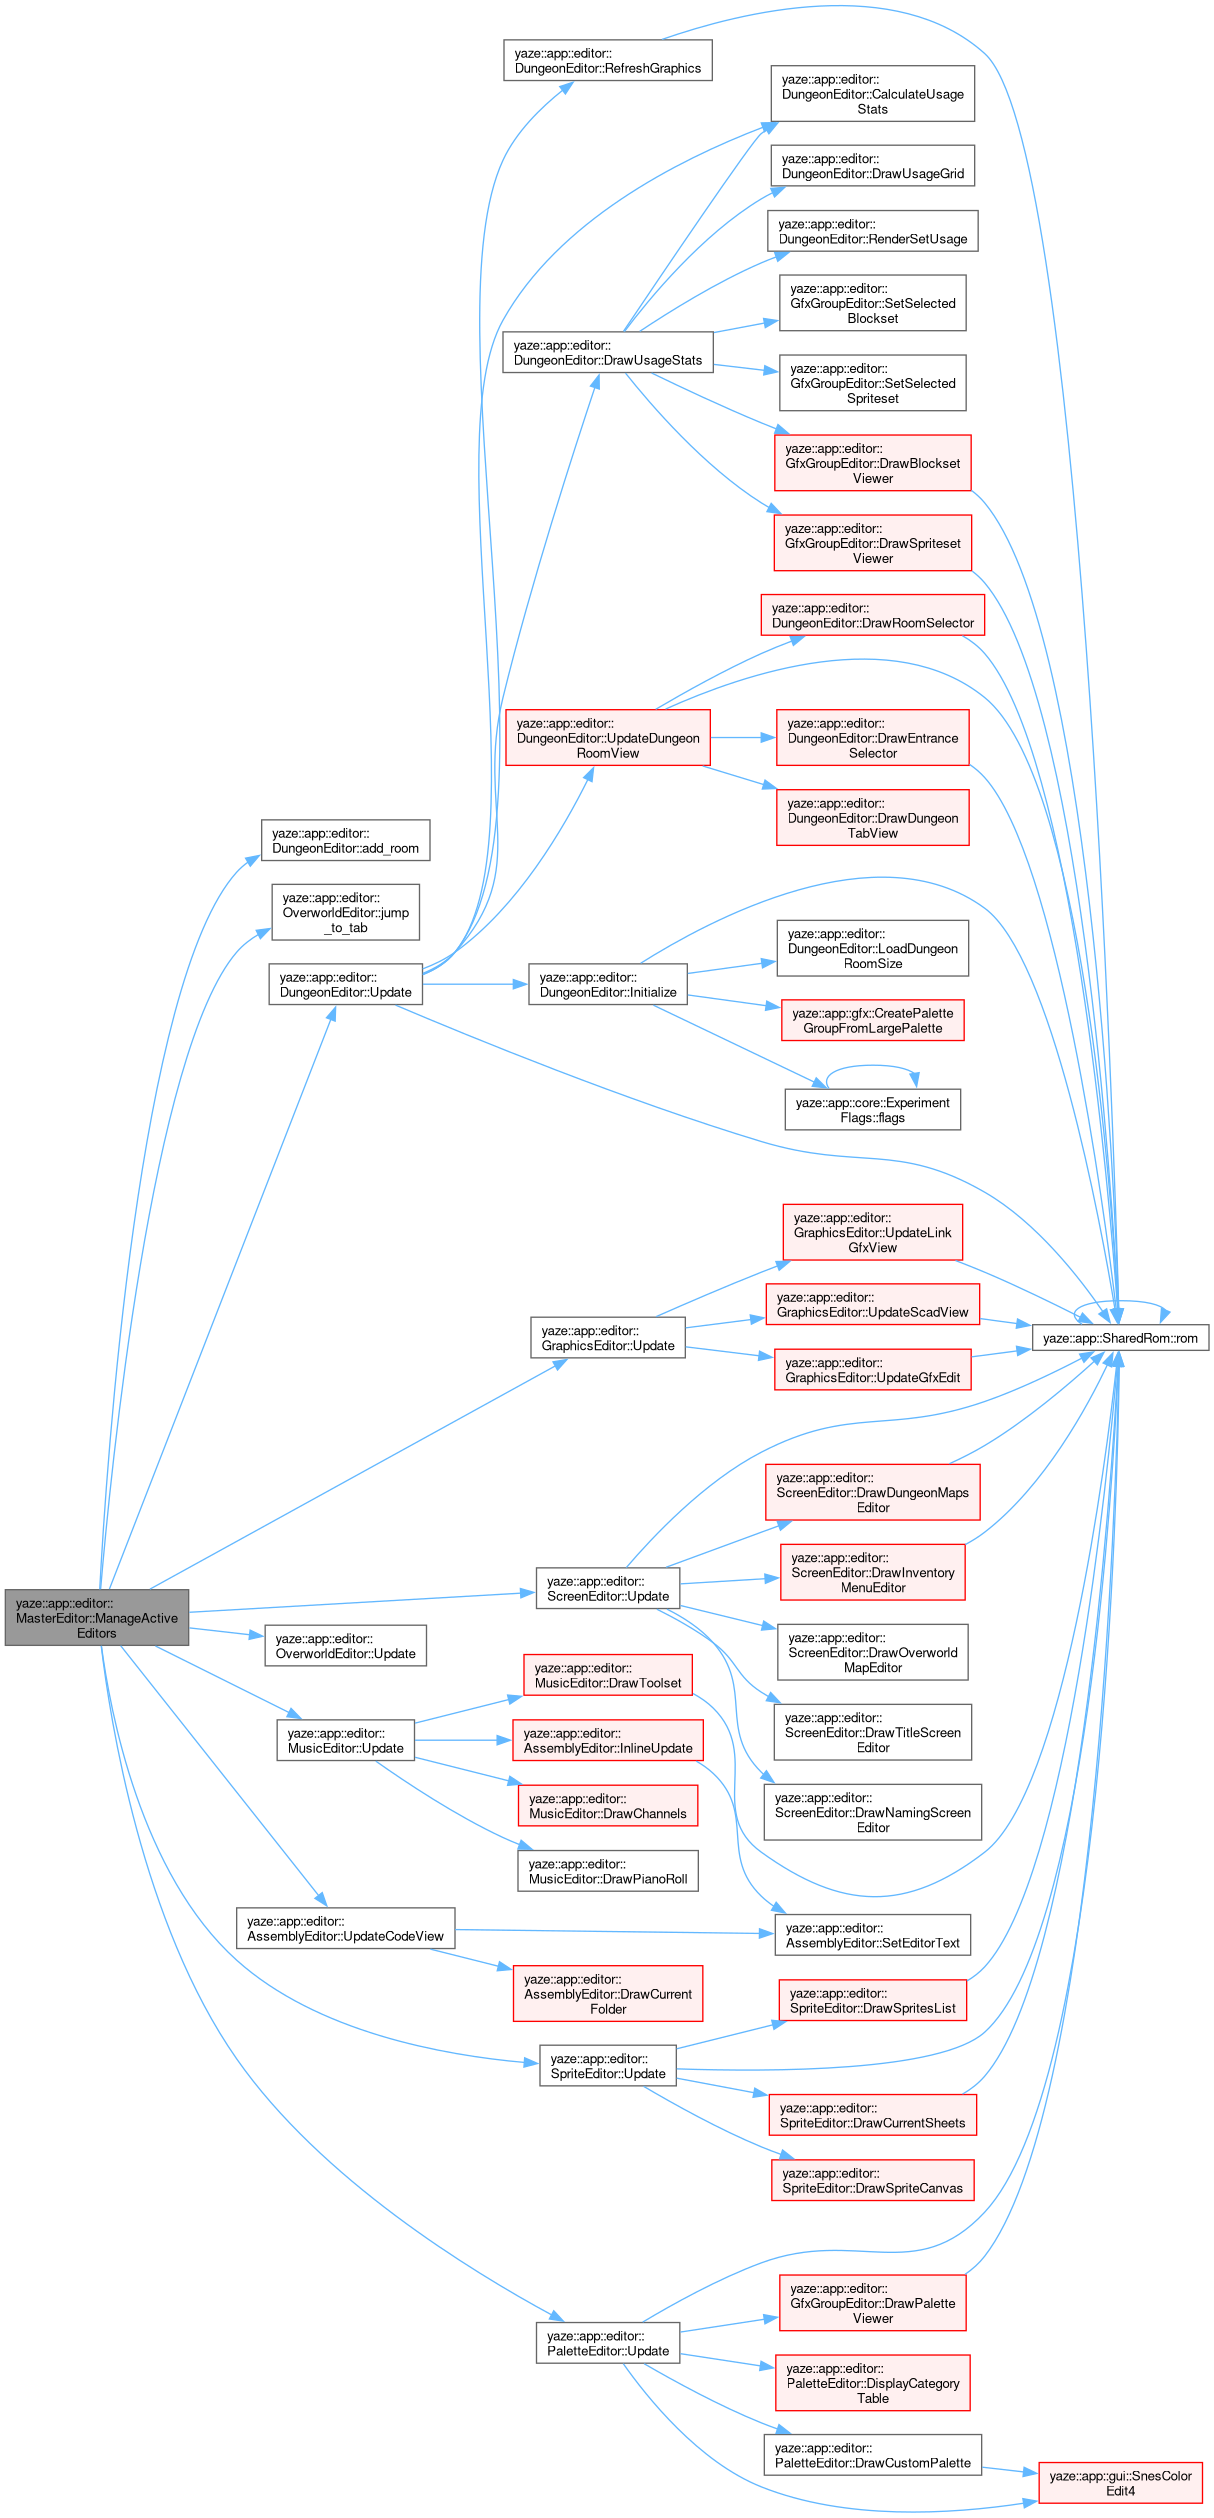 yaze::app::editor::
DungeonEditor::RefreshGraphics
yaze::app::editor::
DungeonEditor::CalculateUsage
Stats
yaze::app::editor::
DungeonEditor::DrawUsageGrid
yaze::app::editor::
DungeonEditor::RenderSetUsage
yaze::app::editor::
GfxGroupEditor::SetSelected
Blockset
yaze::app::editor::
DungeonEditor::DrawUsageStats
yaze::app::editor::
GfxGroupEditor::SetSelected
Spriteset
yaze::app::editor::
GfxGroupEditor::DrawBlockset
Viewer
yaze::app::editor::
GfxGroupEditor::DrawSpriteset
Viewer
yaze::app::editor::
DungeonEditor::DrawRoomSelector
yaze::app::editor::
DungeonEditor::UpdateDungeon
RoomView
yaze::app::editor::
DungeonEditor::DrawEntrance
Selector
yaze::app::editor::
DungeonEditor::DrawDungeon
TabView
yaze::app::editor::
DungeonEditor::add_room
yaze::app::editor::
OverworldEditor::jump
_to_tab
yaze::app::editor::
DungeonEditor::Update
yaze::app::editor::
DungeonEditor::Initialize
yaze::app::editor::
DungeonEditor::LoadDungeon
RoomSize
yaze::app::gfx::CreatePalette
GroupFromLargePalette
yaze::app::core::Experiment
Flags::flags
yaze::app::editor::
GraphicsEditor::UpdateLink
GfxView
yaze::app::editor::
GraphicsEditor::UpdateScadView
yaze::app::editor::
GraphicsEditor::Update
yaze::app::SharedRom::rom
yaze::app::editor::
GraphicsEditor::UpdateGfxEdit
yaze::app::editor::
ScreenEditor::DrawDungeonMaps
Editor
yaze::app::editor::
ScreenEditor::DrawInventory
MenuEditor
yaze::app::editor::
ScreenEditor::Update
yaze::app::editor::
MasterEditor::ManageActive
Editors
yaze::app::editor::
OverworldEditor::Update
yaze::app::editor::
ScreenEditor::DrawOverworld
MapEditor
yaze::app::editor::
MusicEditor::DrawToolset
yaze::app::editor::
ScreenEditor::DrawTitleScreen
Editor
yaze::app::editor::
MusicEditor::Update
yaze::app::editor::
AssemblyEditor::InlineUpdate
yaze::app::editor::
MusicEditor::DrawChannels
yaze::app::editor::
ScreenEditor::DrawNamingScreen
Editor
yaze::app::editor::
MusicEditor::DrawPianoRoll
yaze::app::editor::
AssemblyEditor::UpdateCodeView
yaze::app::editor::
AssemblyEditor::SetEditorText
yaze::app::editor::
AssemblyEditor::DrawCurrent
Folder
yaze::app::editor::
SpriteEditor::DrawSpritesList
yaze::app::editor::
SpriteEditor::Update
yaze::app::editor::
SpriteEditor::DrawCurrentSheets
yaze::app::editor::
SpriteEditor::DrawSpriteCanvas
yaze::app::editor::
GfxGroupEditor::DrawPalette
Viewer
yaze::app::editor::
PaletteEditor::Update
yaze::app::editor::
PaletteEditor::DisplayCategory
Table
yaze::app::editor::
PaletteEditor::DrawCustomPalette
yaze::app::gui::SnesColor
Edit4